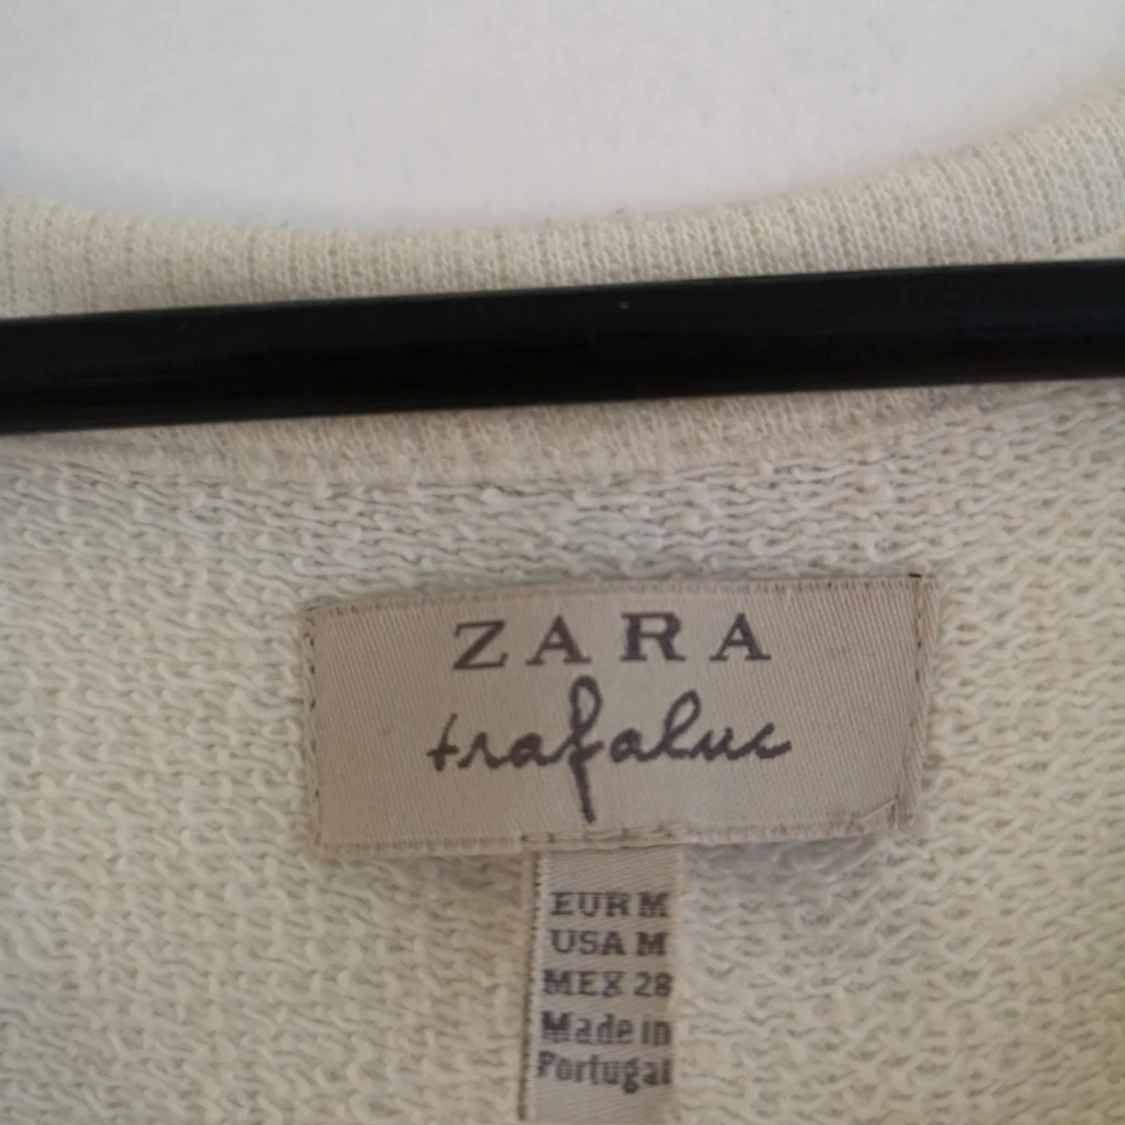 ZARA
trafaluc
EUR M
USA M
MEX 28
Made in
Portugal